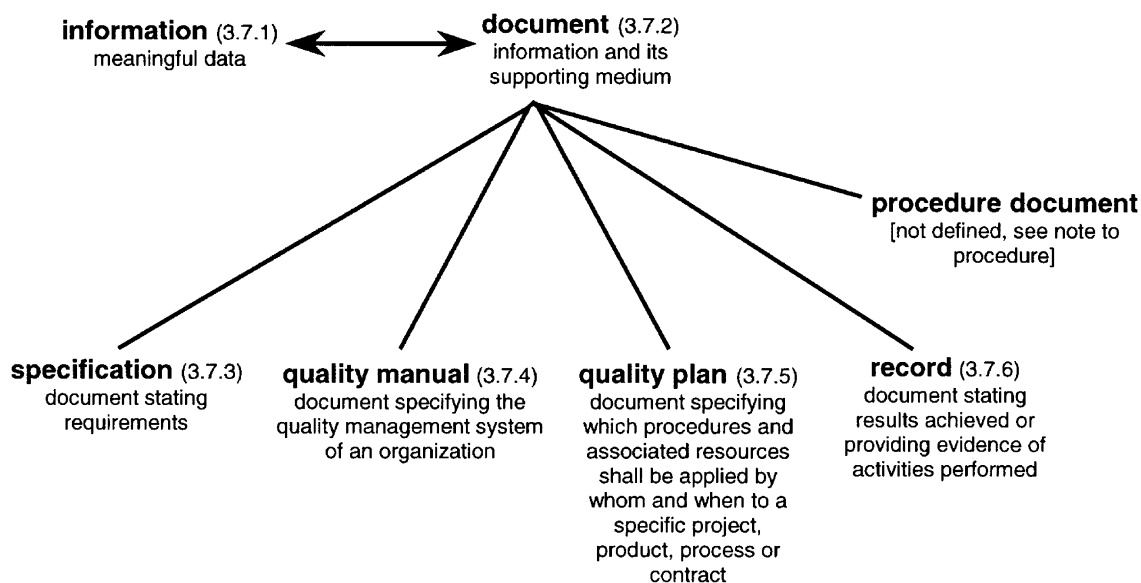 information (3.7.1)
meaningful data
document (3.7.2)
information and its
supporting medium
procedure document
[not defined, see note to
procedure]
specification (3.7.3)
document stating
requirements
quality manual (3.7.4)
document specifying the
quality management system
of an organization
quality plan (3.7.5)
document specifying
which procedures and
associated resources
shall be applied by
whom and when to a
specific project,
product, process or
contract
record (3.7.6)
document stating
results achieved or
providing evidence of
activities performed